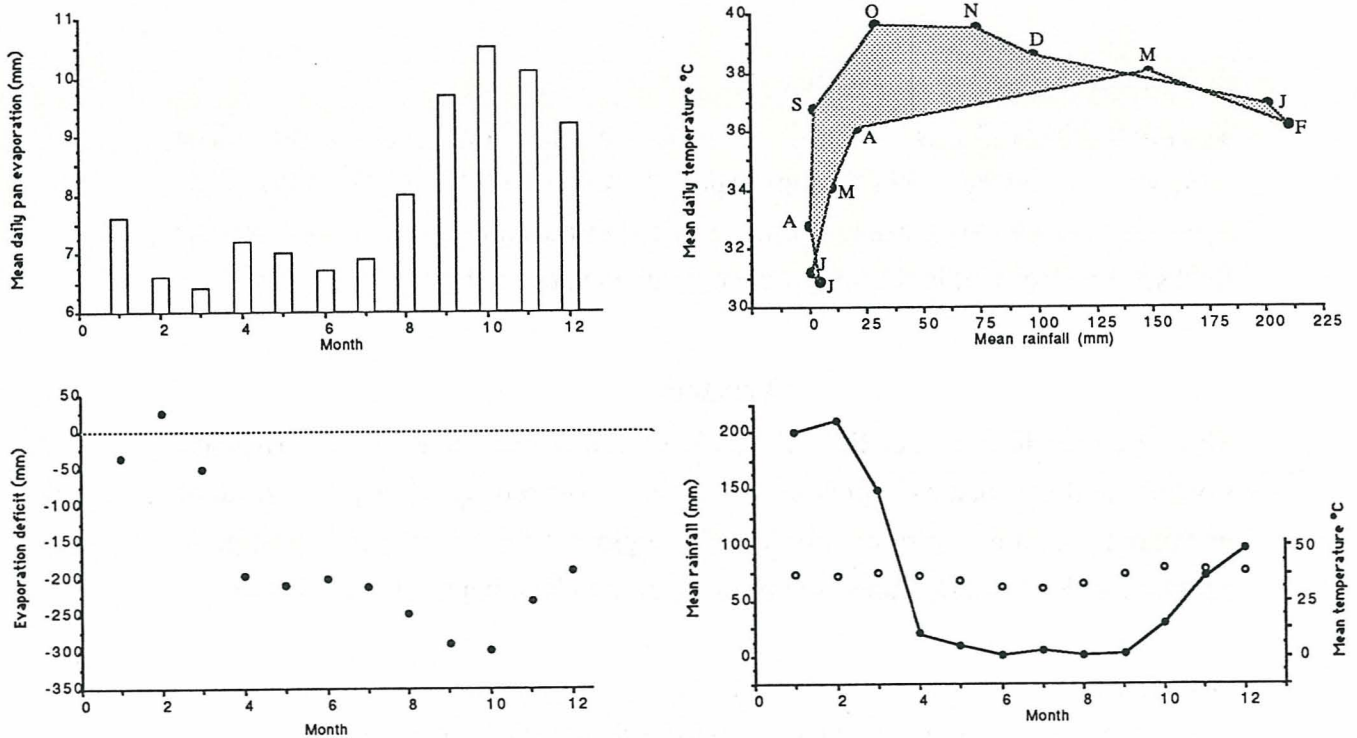 Mean daily pan evaporation (mm)
11
10
9
8
7
6
0 2 4 6 8 10 12
Month
Mean daily temperature °C
40
38
36
34
32
30
O
N
D
M
S
J
F
A
M
A
J
J
0 25 50 75 100 125 150 175 200 225
Mean rainfall (mm)
Evaporation deficit (mm)
50
0
-50
-100
-150
-200
-250
-300
-350
0 2 4 6 8 10 12
Month
Mean rainfall (mm)
200
150
100
50
0
50
25
0
Mean temperature °C
0 2 4 6 8 10 12
Month